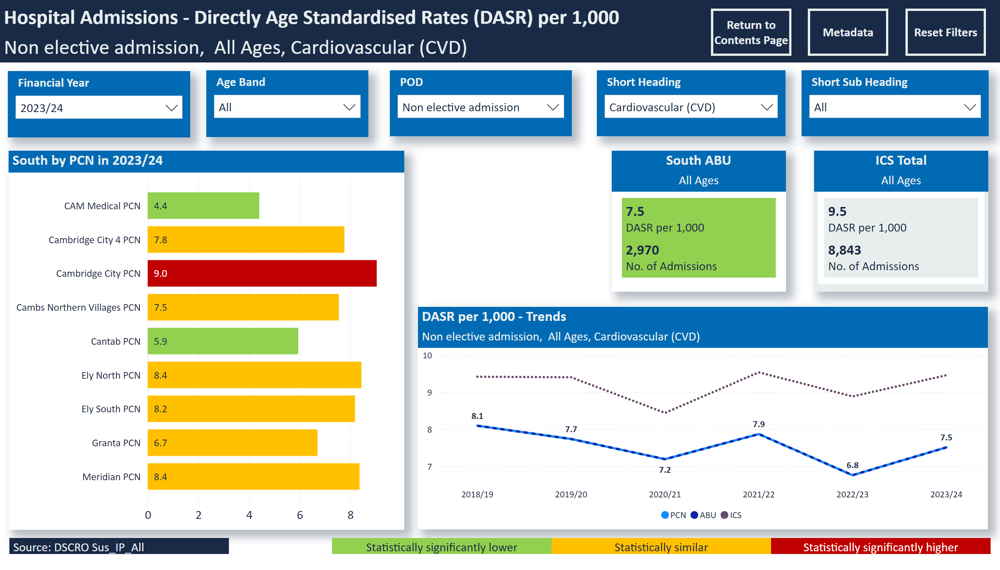 Hospital Admissions - Directly Age Standardised Rates (DASR) per 1,000
Non elective admission,  All Ages, Cardiovascular (CVD)
Return to
Contents Page
Metadata
Reset Filters
Financial Year
2023/24
Age Band
All
POD
Non elective admission
Short Heading
Cardiovascular (CVD)
Short Sub Heading
All
South by PCN in 2023/24
CAM Medical PCN 4.4
Cambridge City 4 PCN 7.8
Cambridge City PCN 9.0
Cambs Northern Villages PCN 7.5
Cantab PCN 5.9
Ely North PCN 8.4
Ely South PCN 8.2
Granta PCN 6.7
Meridian PCN 8.4
0 2 4 6 8
South ABU
All Ages
7.5
DASR per 1,000
2,970
No. of Admissions
ICS Total
All Ages
9.5
DASR per 1,000
8,843
No. of Admissions
DASR per 1,000 - Trends
Non elective admission,  All Ages, Cardiovascular (CVD)
10
9
8
7
8.1
7.7
7.2
7.9
6.8
7.5
2018/19 2019/20 2020/21 2021/22 2022/23 2023/24
PCN ABU ICS
Source: DSCRO Sus_IP_All
Statistically significantly lower
Statistically similar
Statistically significantly higher